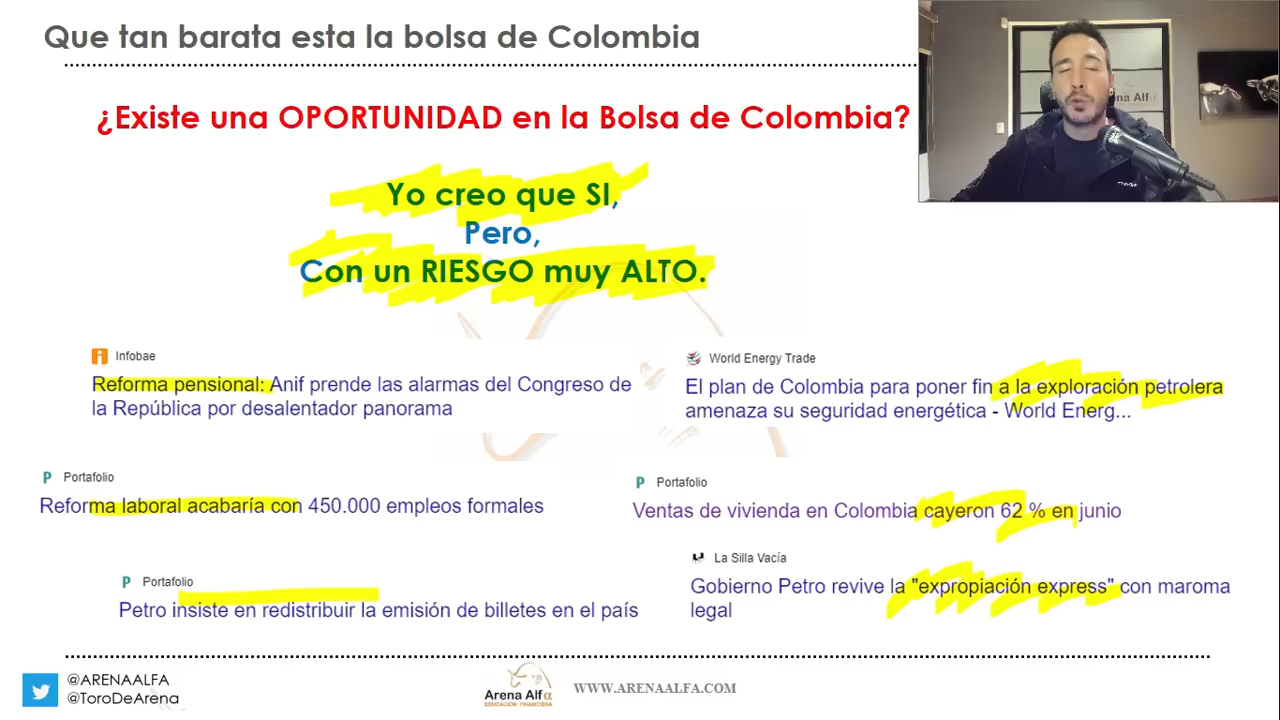 Que tan barata esta la bolsa de Colombia
¿Existe una OPORTUNIDAD en la Bolsa de Colombia?
Yo creo que SI,
Pero,
Con un RIESGO muy ALTO.
Infobae
Reforma pensional: Anif prende las alarmas del Congreso de
la República por desalentador panorama
World Energy Trade
El plan de Colombia para poner fin a la exploración petrolera
amenaza su seguridad energética - World Energ...
Portafolio
Reforma laboral acabaría con 450.000 empleos formales
Portafolio
Ventas de vivienda en Colombia cayeron 62 % en junio
Portafolio
Petro insiste en redistribuir la emisión de billetes en el país
La Silla Vacía
Gobierno Petro revive la "expropiación express" con maroma
legal
@ARENAALFA
@ToroDeArena
Arena Alfα
EDUCACIÓN FINANCIERA
WWW.ARENAALFA.COM